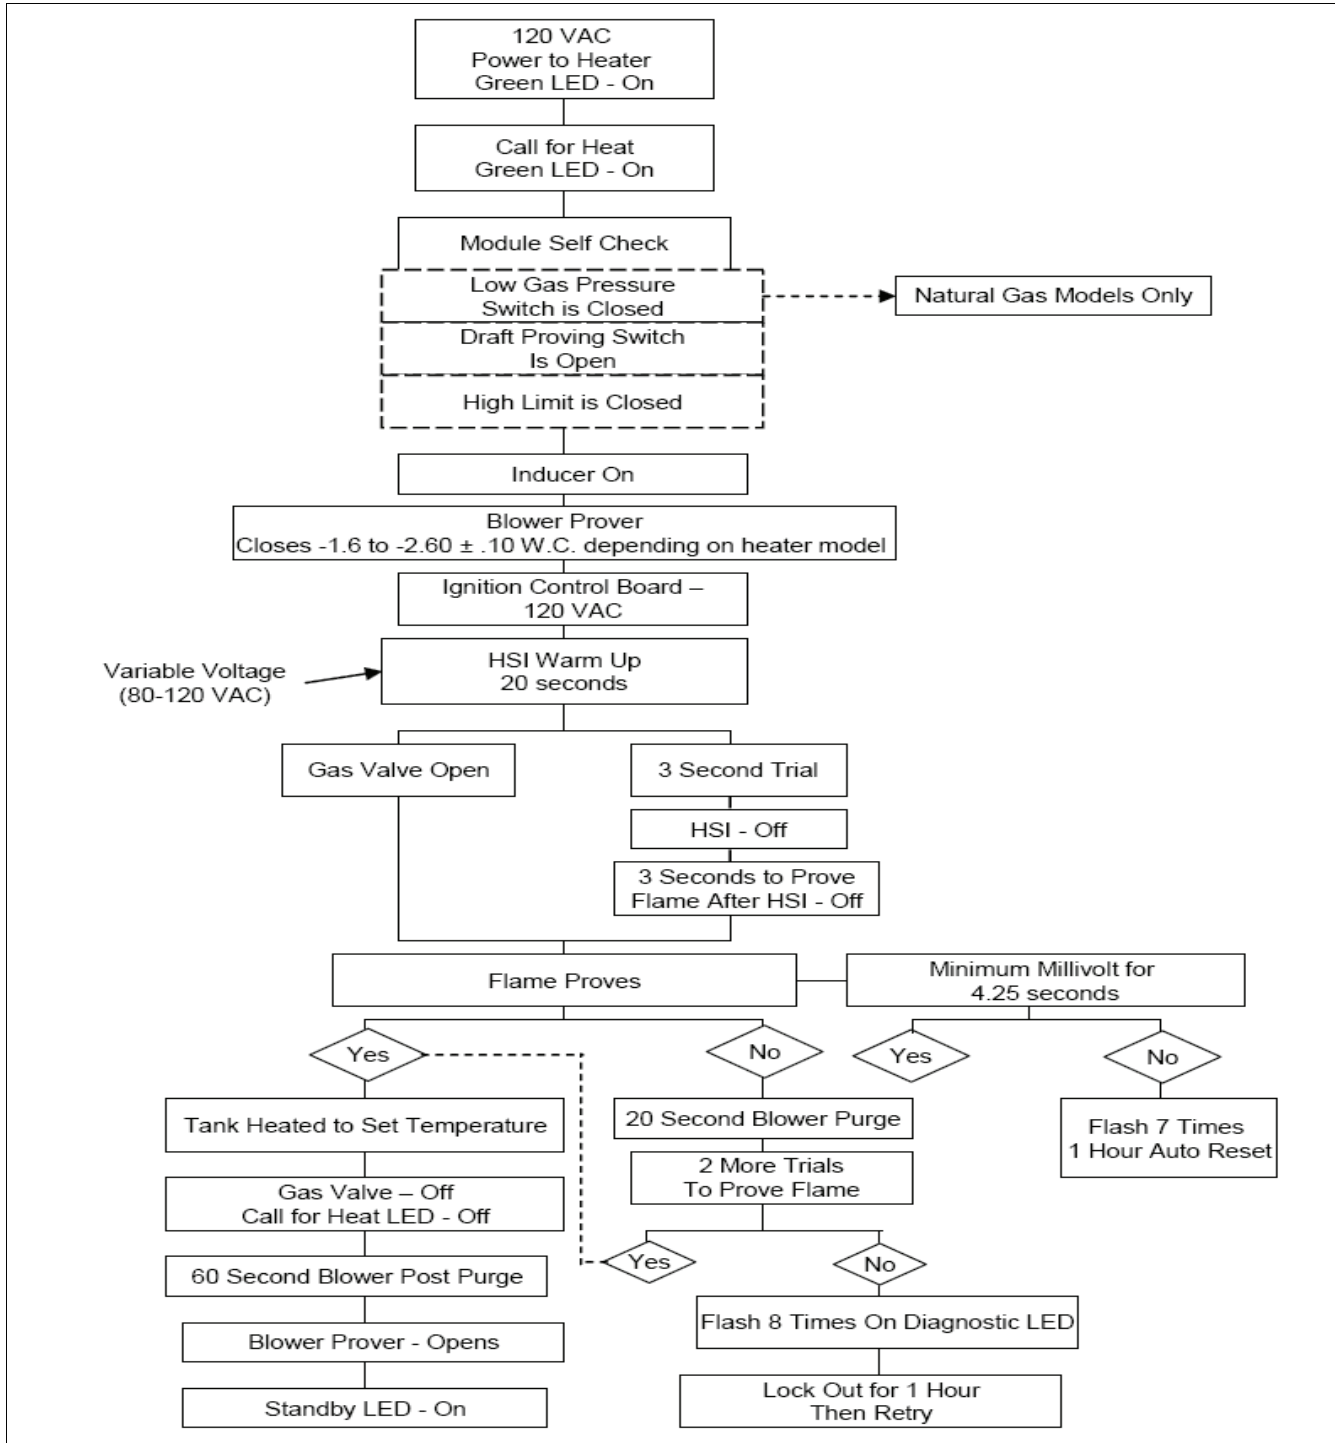 120 VAC
Power to Heater
Green LED - On
Call for Heat
Green LED - On
Module Self Check
Low Gas Pressure
Switch is Closed
Natural Gas Models Only
Draft Proving Switch
Is Open
High Limit is Closed
Inducer On
Blower Prover
Closes -1.6 to -2.60 ± .10 W.C. depending on heater model
Ignition Control Board –
120 VAC
Variable Voltage
(80-120 VAC)
HSI Warm Up
20 seconds
Gas Valve Open
3 Second Trial
HSI - Off
3 Seconds to Prove
Flame After HSI - Off
Flame Proves
Minimum Millivolt for
4.25 seconds
Yes
No
Yes
No
Tank Heated to Set Temperature
20 Second Blower Purge
Flash 7 Times
1 Hour Auto Reset
2 More Trials
To Prove Flame
Gas Valve – Off
Call for Heat LED - Off
Yes
No
60 Second Blower Post Purge
Flash 8 Times On Diagnostic LED
Blower Prover - Opens
Lock Out for 1 Hour
Then Retry
Standby LED - On